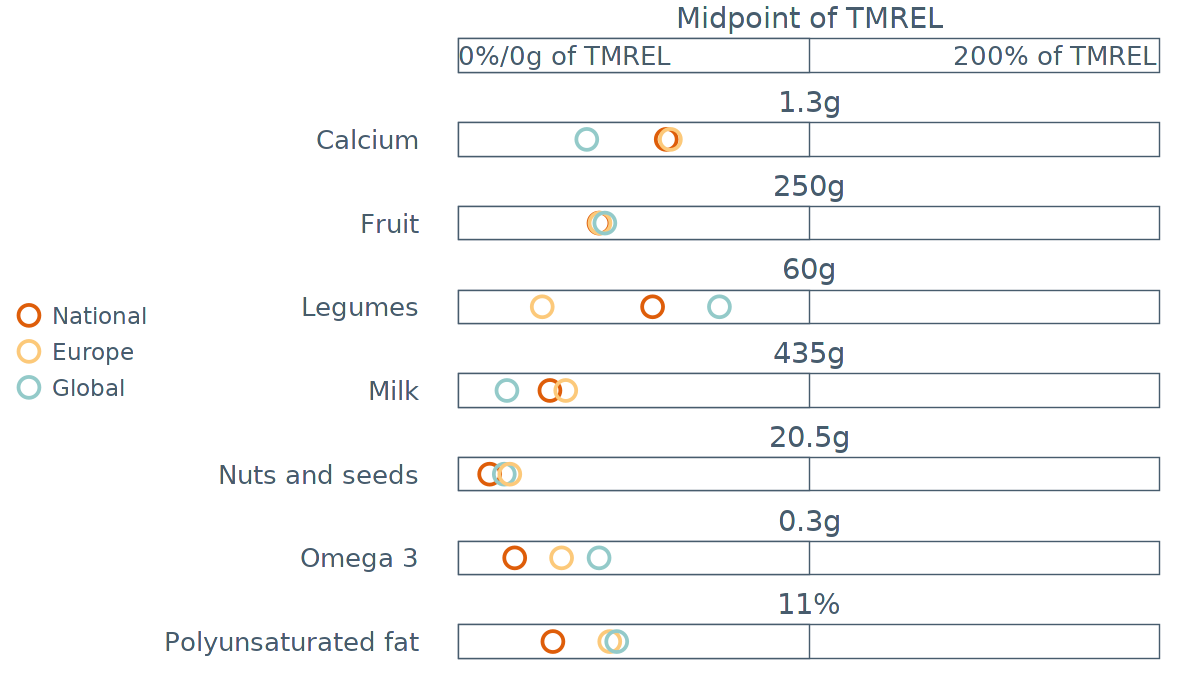 Midpoint of TMREL
0%/0g of TMREL 200% of TMREL
1.3g
Calcium
250g
Fruit
60g
Legumes
435g
Milk
20.5g
Nuts and seeds
0.3g
Omega 3
11%
Polyunsaturated fat
National
Europe
Global